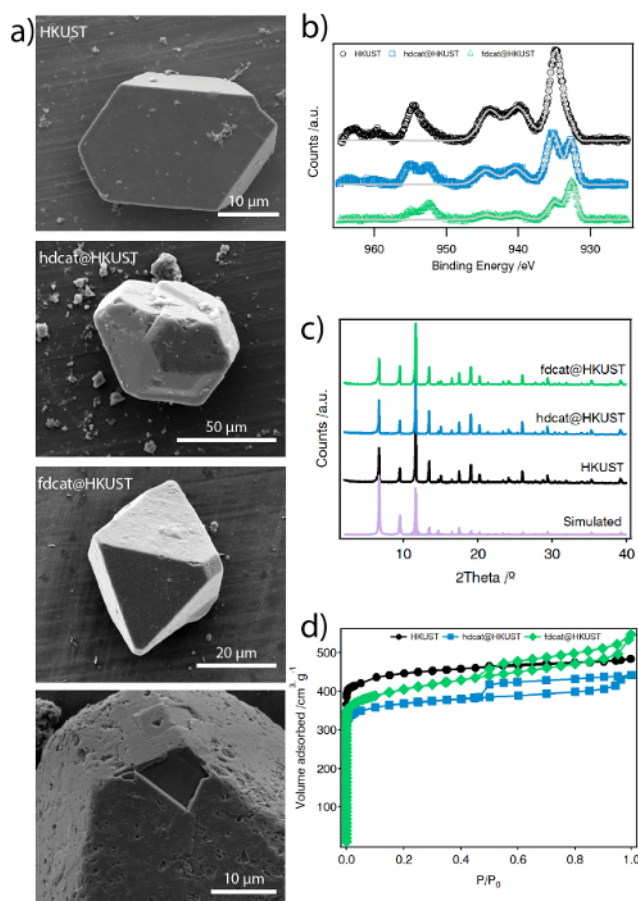 a)
HKUST
10 µm
hdcat@HKUST
50 µm
fdcat@HKUST
20 µm
10 µm
b)
HKUST hdcat@HKUST fdcat@HKUST
Counts /a.u.
960 950 940 930
Binding Energy /eV
c)
fdcat@HKUST
hdcat@HKUST
HKUST
Simulated
Counts /a.u.
10 20 30 40
2Theta /º
d)
HKUST hdcat@HKUST fdcat@HKUST
500
400
300
200
100
Volume adsorbed /cm³g⁻¹
0.0 0.2 0.4 0.6 0.8 1.0
P/P₀